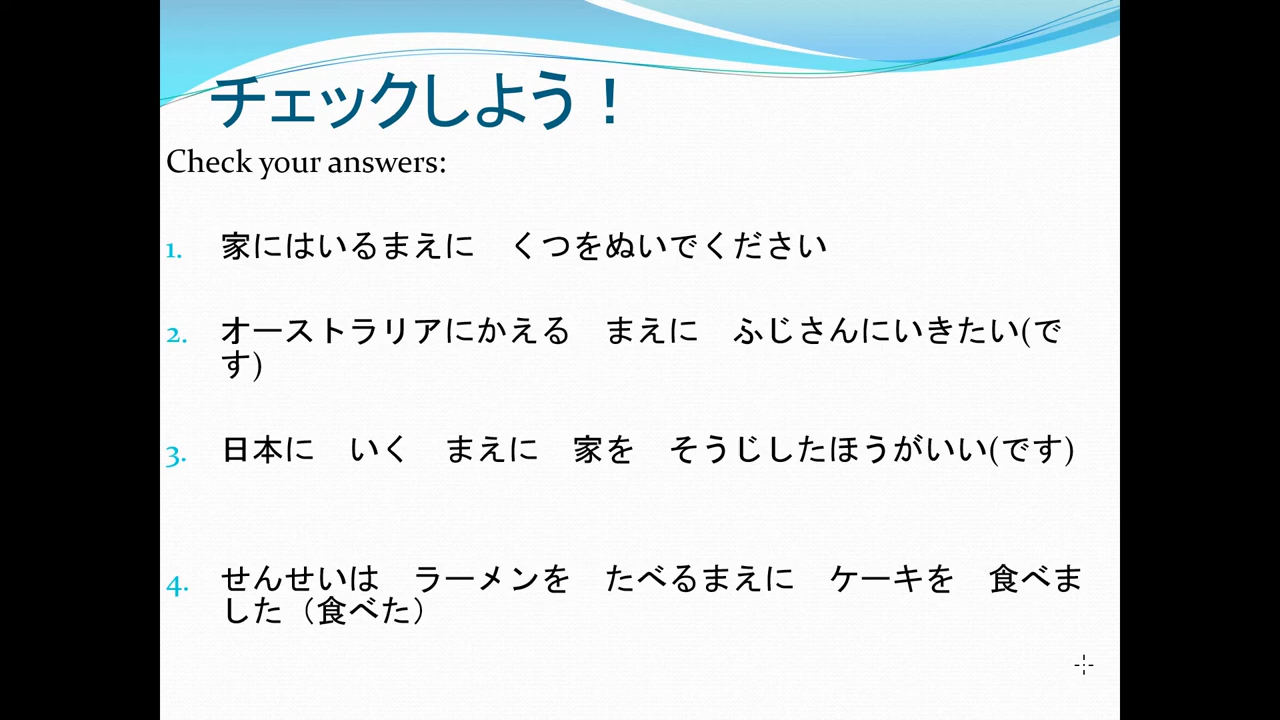 チェックしよう！
Check your answers:
1. 家にはいるまえに　くつをぬいでください
2. オーストラリアにかえる　まえに　ふじさんにいきたい(で
す)
3. 日本に　いく　まえに　家を　そうじしたほうがいい(です)
4. せんせいは　ラーメンを　たべるまえに　ケーキを　食べま
した（食べた）